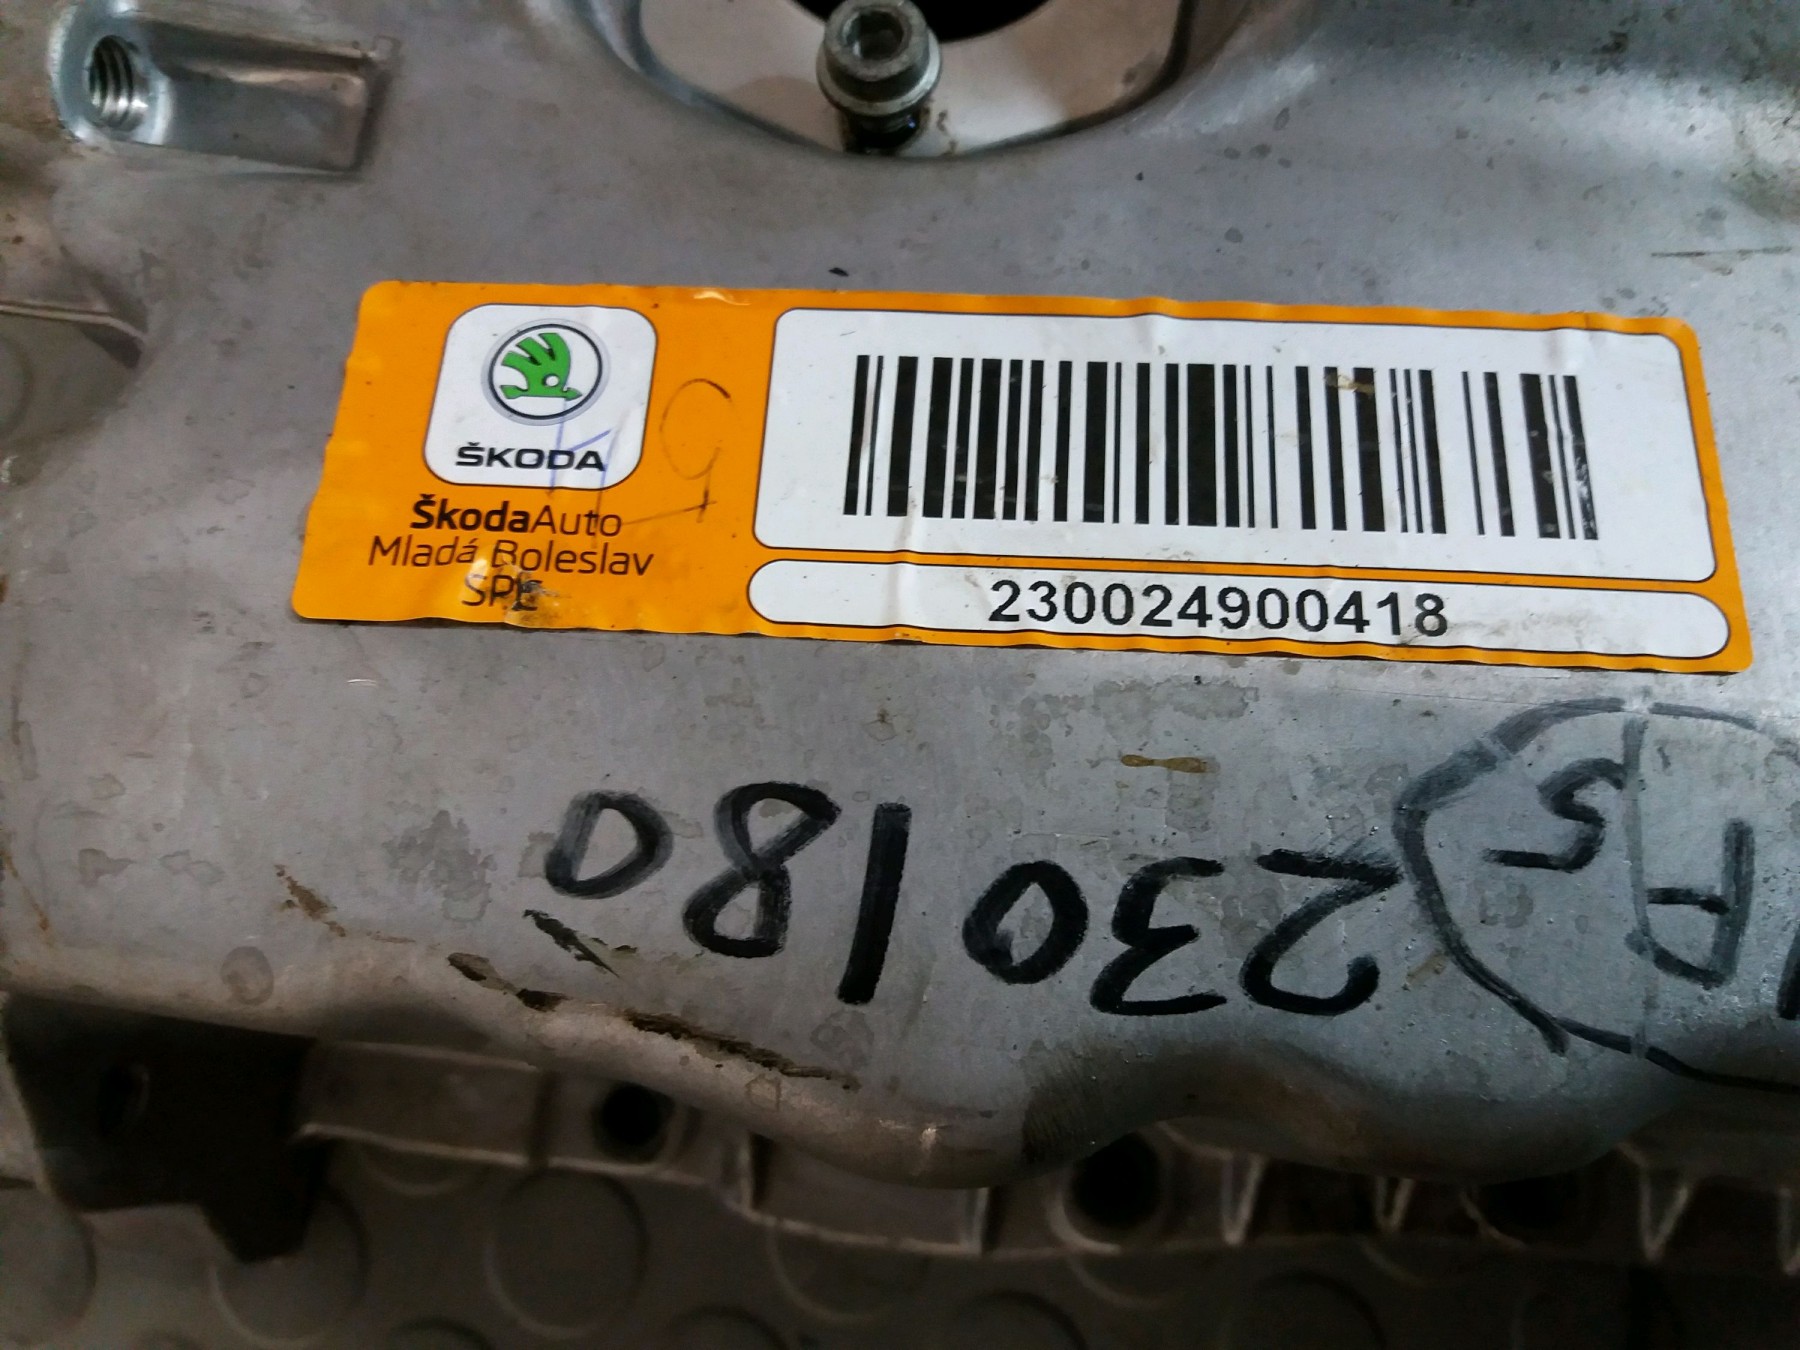 ŠKODA
ŠkodaAuto
Mladá Boleslav
SPE
230024900418
230180